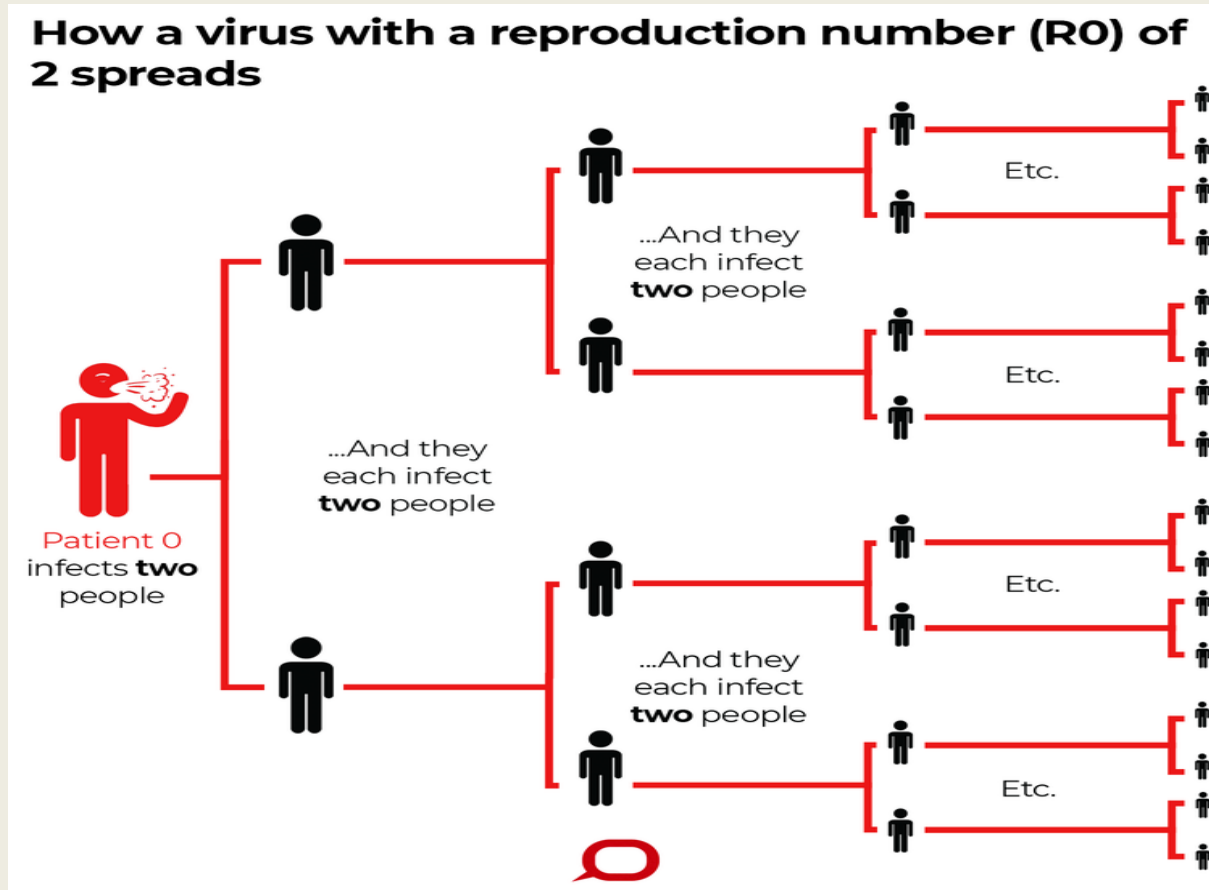 How a virus with a reproduction number (R0) of
2 spreads
Patient 0
infects two
people
...And they
each infect
two people
...And they
each infect
two people
...And they
each infect
two people
Etc.
Etc.
Etc.
Etc.